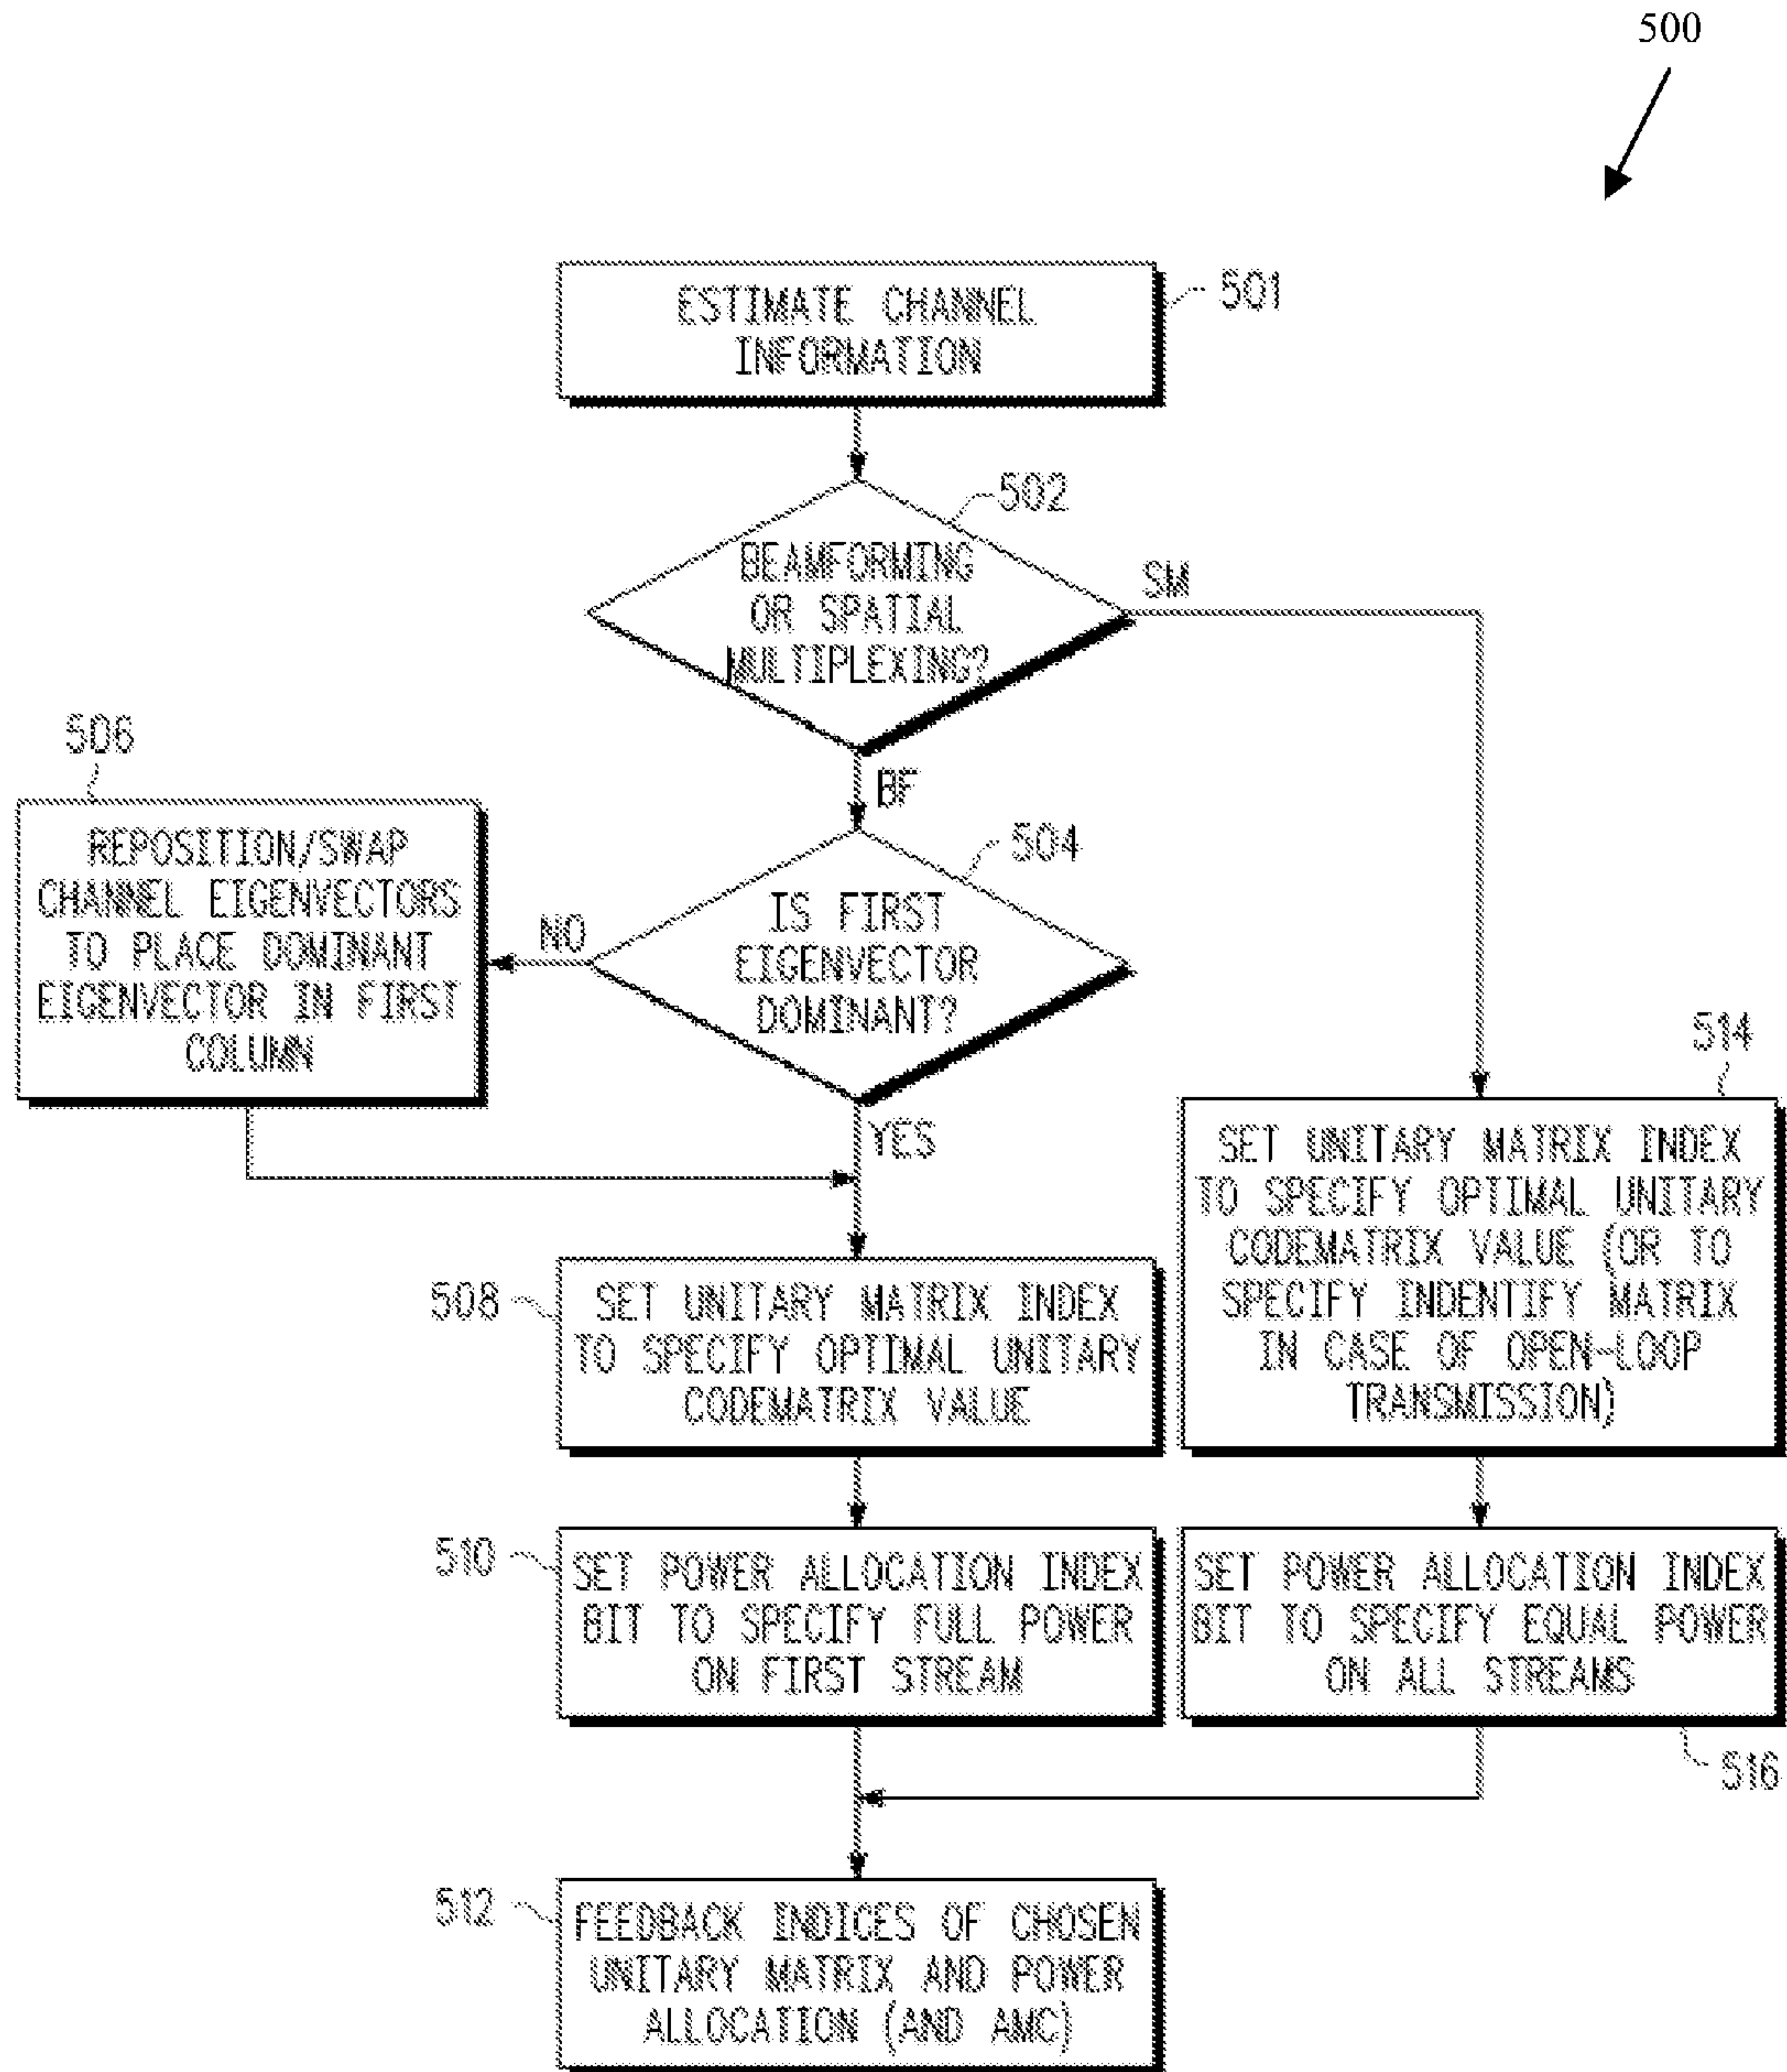 500
ESTIMATE CHANNEL
INFORMATION
501
502
BEAMFORMING
OR SPATIAL
MULTIPLEXING?
SM
BF
506
REPOSITION/SWAP
CHANNEL EIGENVECTORS
TO PLACE DOMINANT
EIGENVECTOR IN FIRST
COLUMN
504
IS FIRST
EIGENVECTOR
DOMINANT?
NO
YES
514
SET UNITARY MATRIX INDEX
TO SPECIFY OPTIMAL UNITARY
CODEMATRIX VALUE (OR TO
SPECIFY INDENTIFY MATRIX
IN CASE OF OPEN-LOOP
TRANSMISSION)
508
SET UNITARY MATRIX INDEX
TO SPECIFY OPTIMAL UNITARY
CODEMATRIX VALUE
510
SET POWER ALLOCATION INDEX
BIT TO SPECIFY FULL POWER
ON FIRST STREAM
SET POWER ALLOCATION INDEX
BIT TO SPECIFY EQUAL POWER
ON ALL STREAMS
516
512
FEEDBACK INDICES OF CHOSEN
UNITARY MATRIX AND POWER
ALLOCATION (AND AMC)